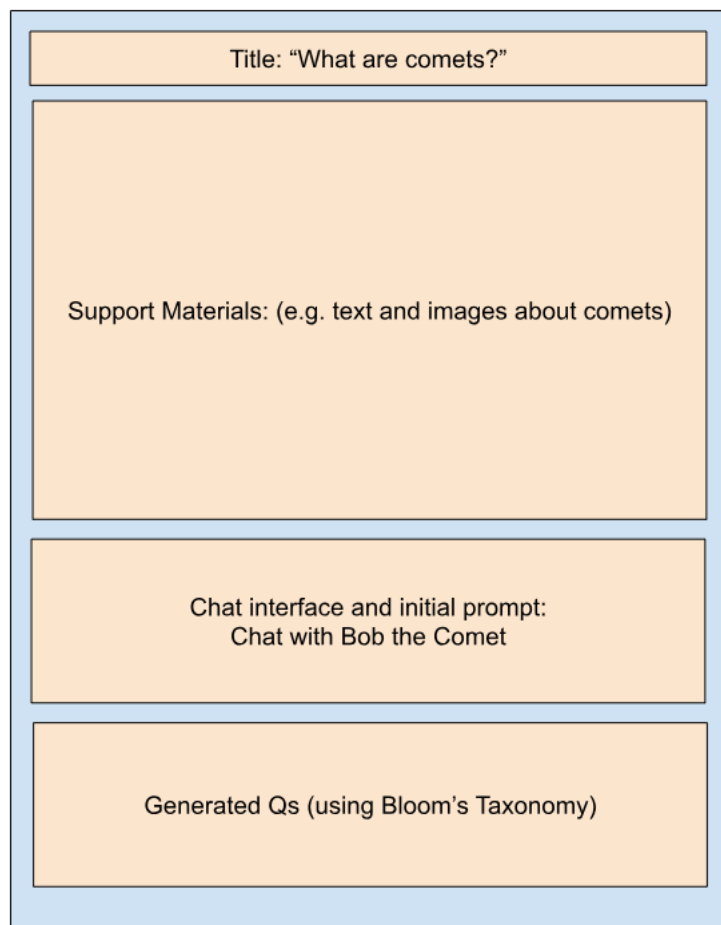 Title: “What are comets?”
Support Materials: (e.g. text and images about comets)
Chat interface and initial prompt:
Chat with Bob the Comet
Generated Qs (using Bloom’s Taxonomy)